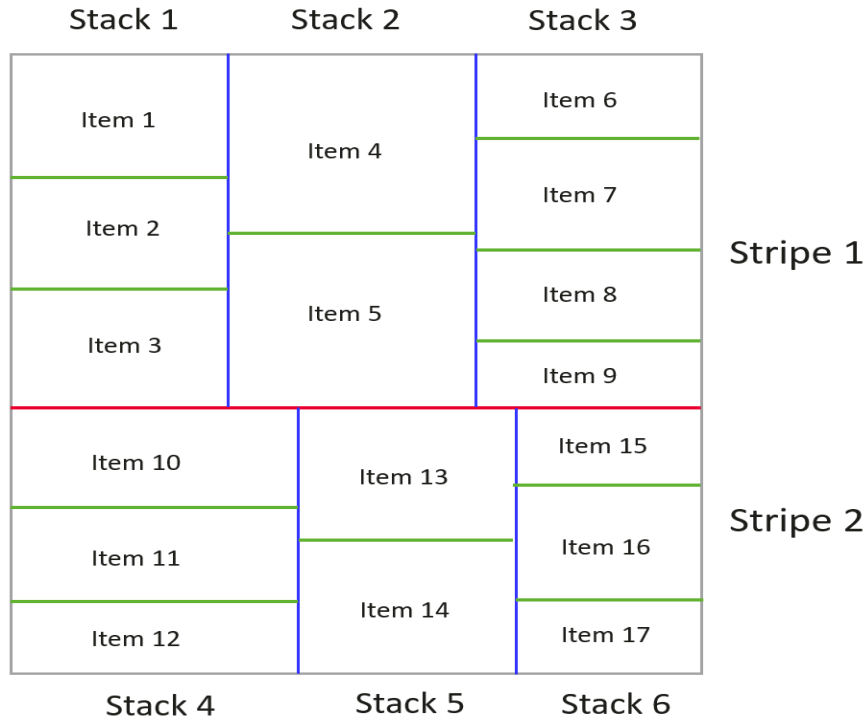 Stack 1
Stack 2
Stack 3
Item 1
Item 2
Item 3
Item 4
Item 5
Item 6
Item 7
Item 8
Item 9
Stripe 1
Item 10
Item 11
Item 12
Item 13
Item 14
Item 15
Item 16
Item 17
Stripe 2
Stack 4
Stack 5
Stack 6